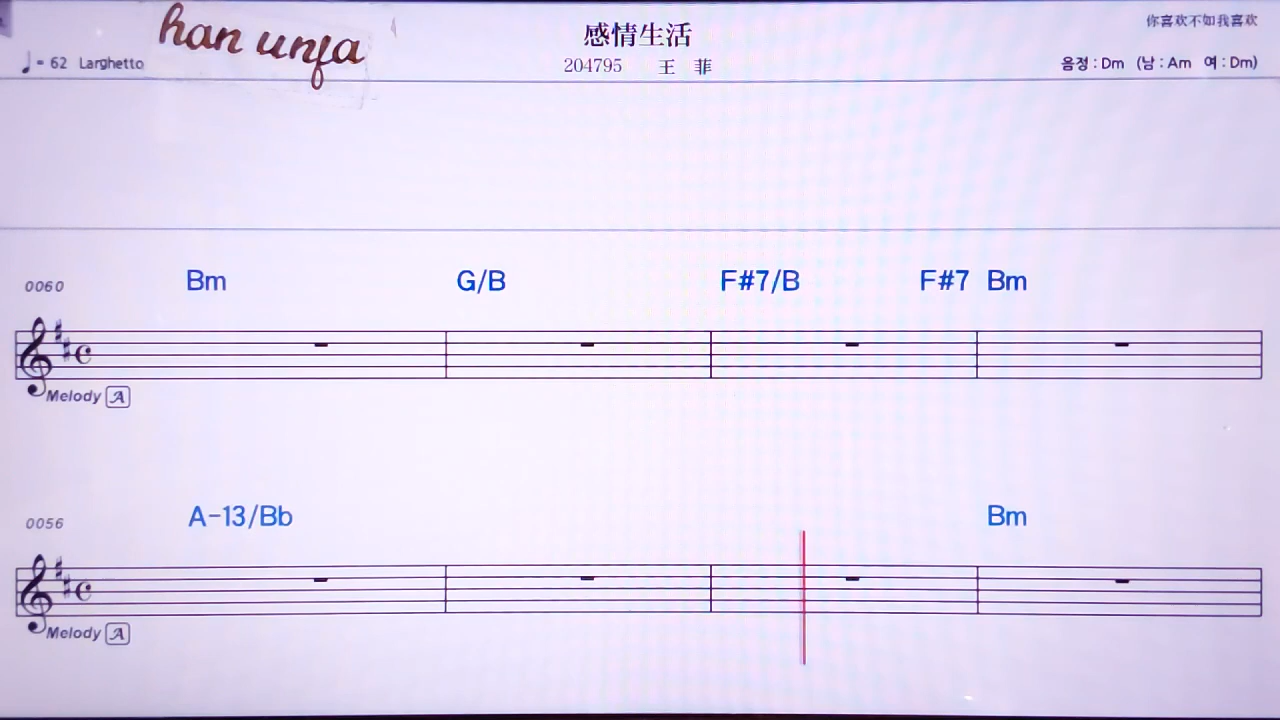 han unfa
感情生活
你喜欢不如我喜欢
♩= 62 Larghetto
204795 王 菲
음정 : Dm (남 : Am 여 : Dm)
0060 Bm G/B F#7/B F#7 Bm
Melody A
0056 A-13/Bb Bm
Melody A